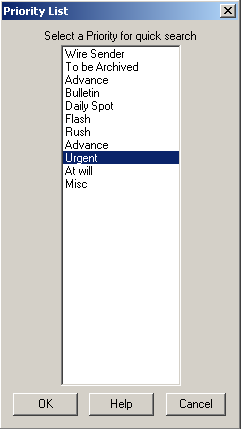 Priority List
Select a Priority for quick search
Wire Sender
To be Archived
Advance
Bulletin
Daily Spot
Flash
Rush
Advance
Urgent
At will
Misc
OK Help Cancel